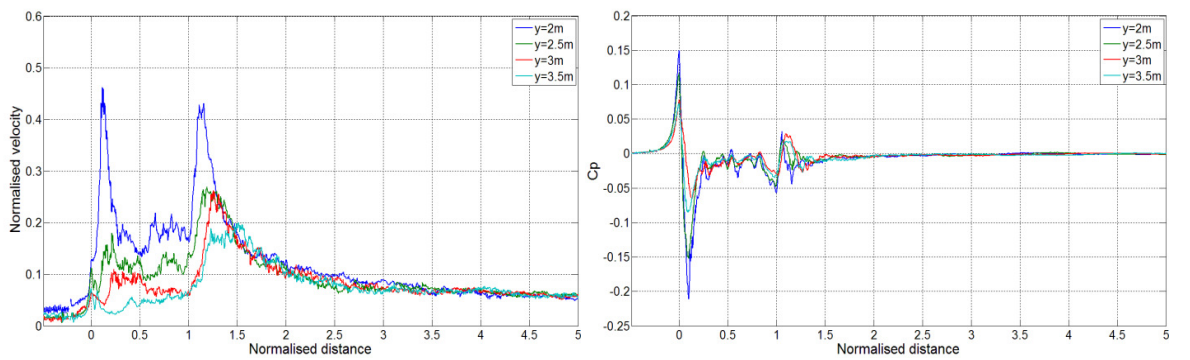 0.6
0.5
0.4
0.3
0.2
0.1
0
Normalised velocity
0 0.5 1 1.5 2 2.5 3 3.5 4 4.5 5
Normalised distance
y=2m
y=2.5m
y=3m
y=3.5m
0.2
0.15
0.1
0.05
0
-0.05
-0.1
-0.15
-0.2
-0.25
Cp
0 0.5 1 1.5 2 2.5 3 3.5 4 4.5 5
Normalised distance
y=2m
y=2.5m
y=3m
y=3.5m